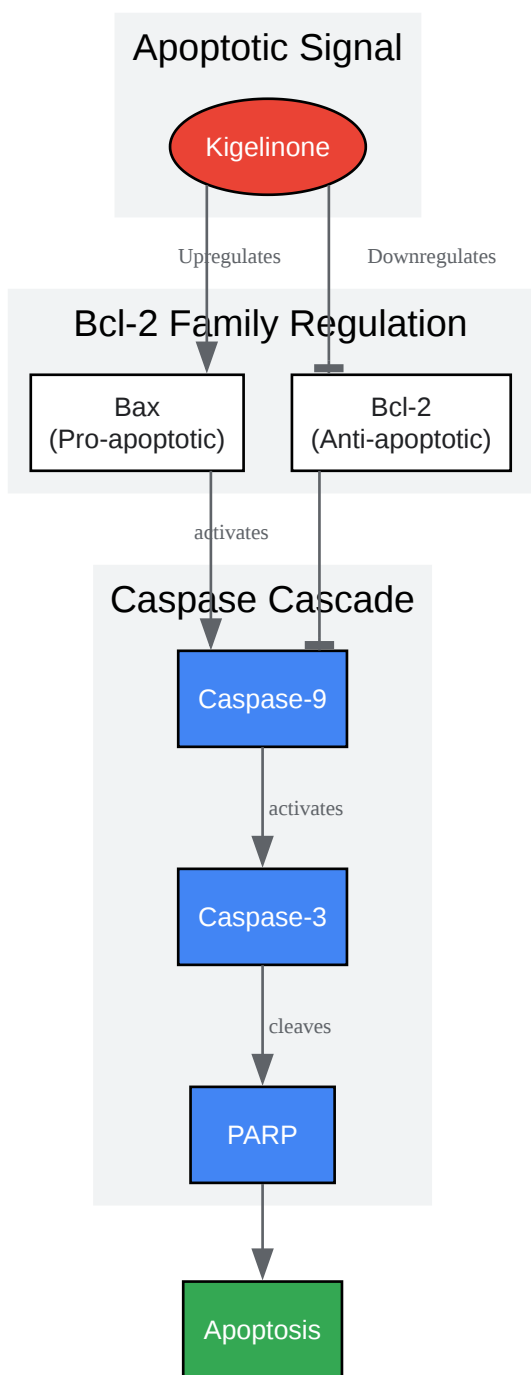 Apoptotic Signal
Kigelinone
Upregulates
Downregulates
Bcl-2 Family Regulation
Bax
(Pro-apoptotic)
Bcl-2
(Anti-apoptotic)
activates
Caspase Cascade
Caspase-9
activates
Caspase-3
cleaves
PARP
Apoptosis